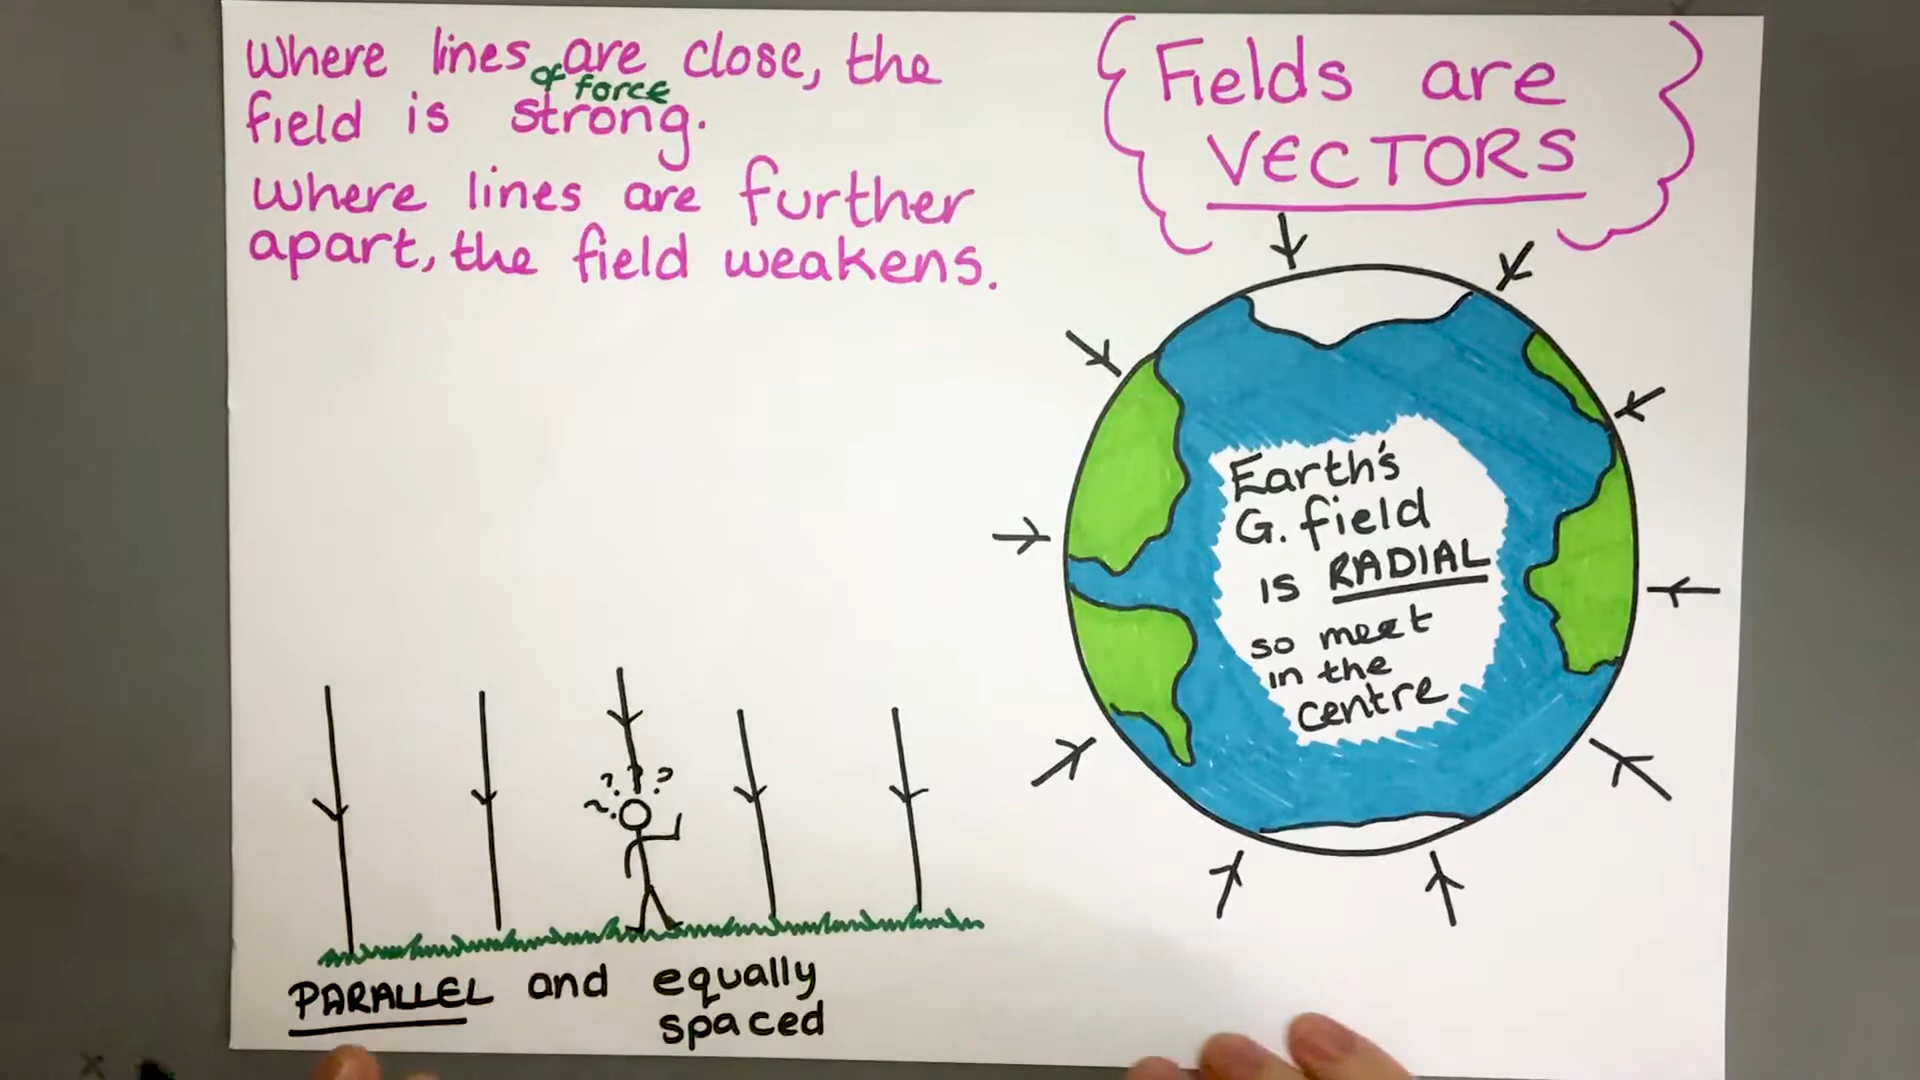 Where lines are close, the
of force
field is strong.
Where lines are further
apart, the field weakens.
Fields are
VECTORS
Earth's
G. field
is RADIAL
so meet
in the
centre
? ? ?
PARALLEL and equally
spaced